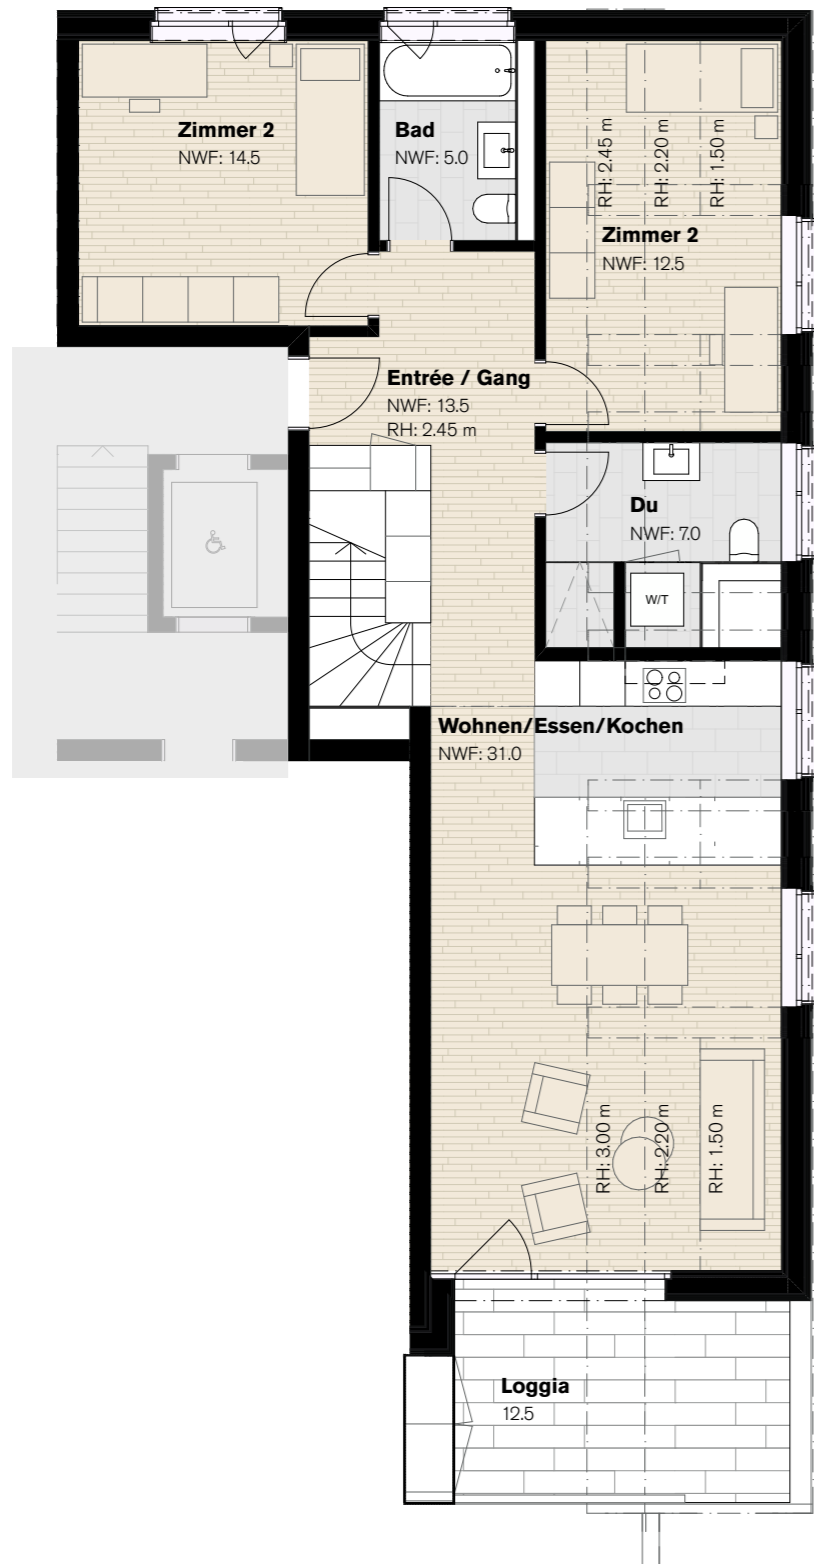 Zimmer 2
NWF: 14.5
Bad
NWF: 5.0
RH: 2.45 m
RH: 2.20 m
RH: 1.50 m
Zimmer 2
NWF: 12.5
Entrée / Gang
NWF: 13.5
RH: 2.45 m
Du
NWF: 7.0
W/T
Wohnen/Essen/Kochen
NWF: 31.0
RH: 3.00 m
RH: 2.20 m
RH: 1.50 m
Loggia
12.5